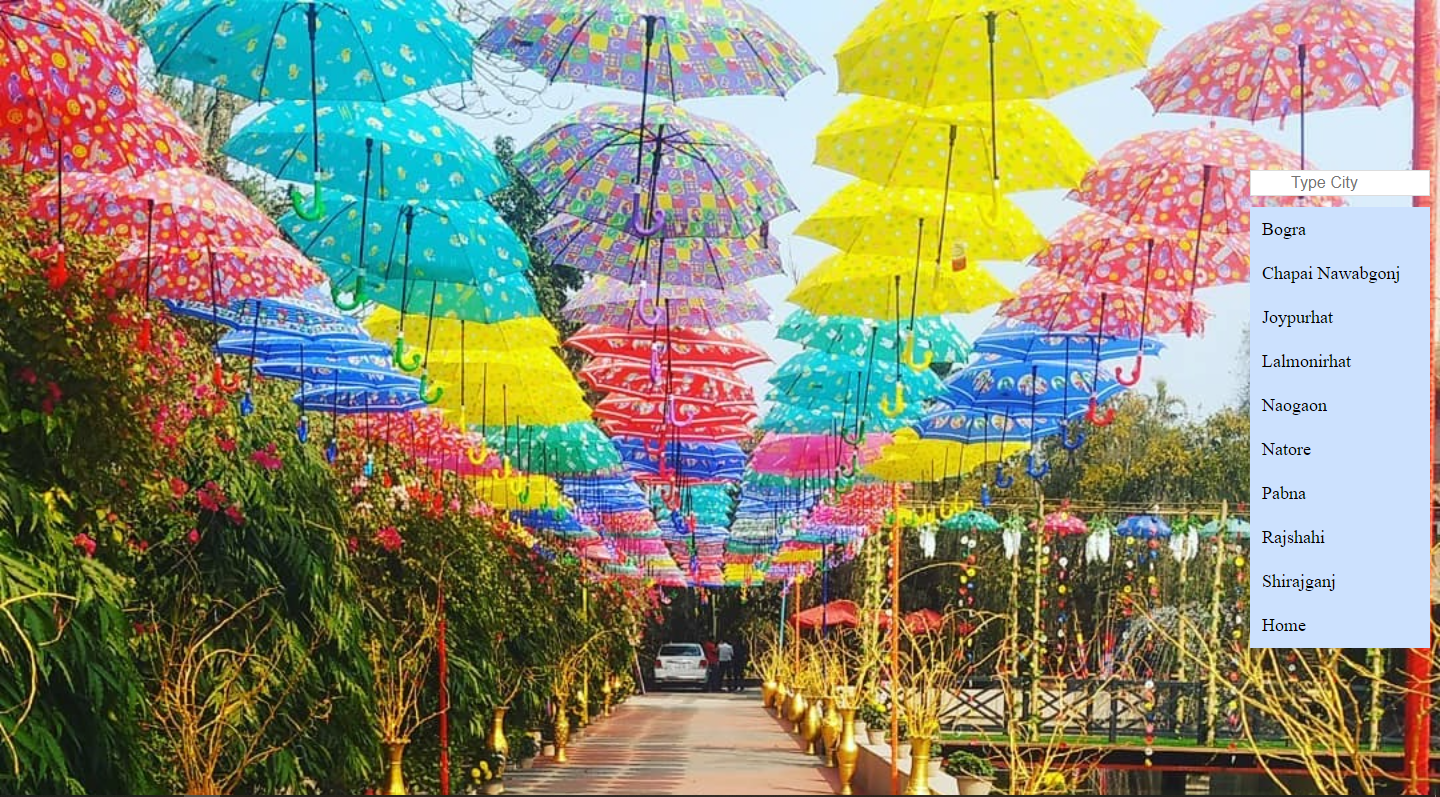 Type City
Bogra
Chapai Nawabgonj
Joypurhat
Lalmonirhat
Naogaon
Natore
Pabna
Rajshahi
Shirajganj
Home